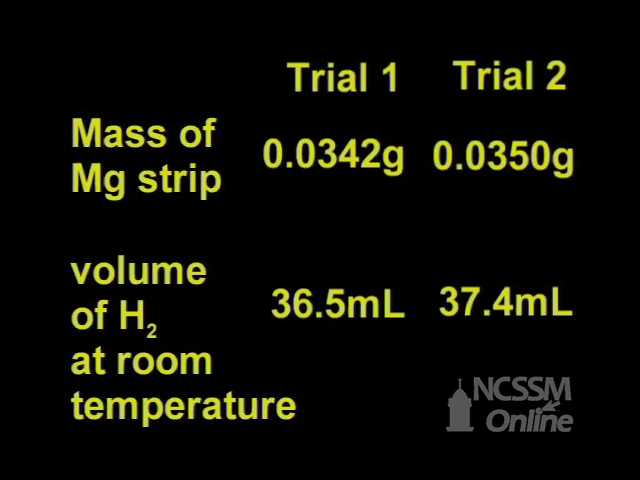 Trial 1 Trial 2
Mass of
Mg strip
0.0342g 0.0350g
volume
of H₂
at room
temperature
36.5mL 37.4mL
NCSSM
Online